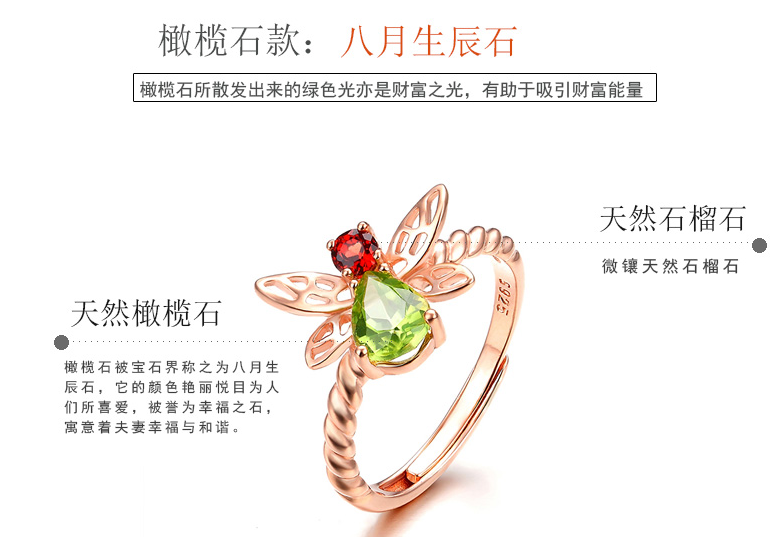 橄榄石款：八月生辰石
橄榄石所散发出来的绿色光亦是财富之光，有助于吸引财富能量
天然石榴石
微镶天然石榴石
S925
天然橄榄石
橄榄石被宝石界称之为八月生
辰石，它的颜色艳丽悦目为人
们所喜爱，被誉为幸福之石，
寓意着夫妻幸福与和谐。